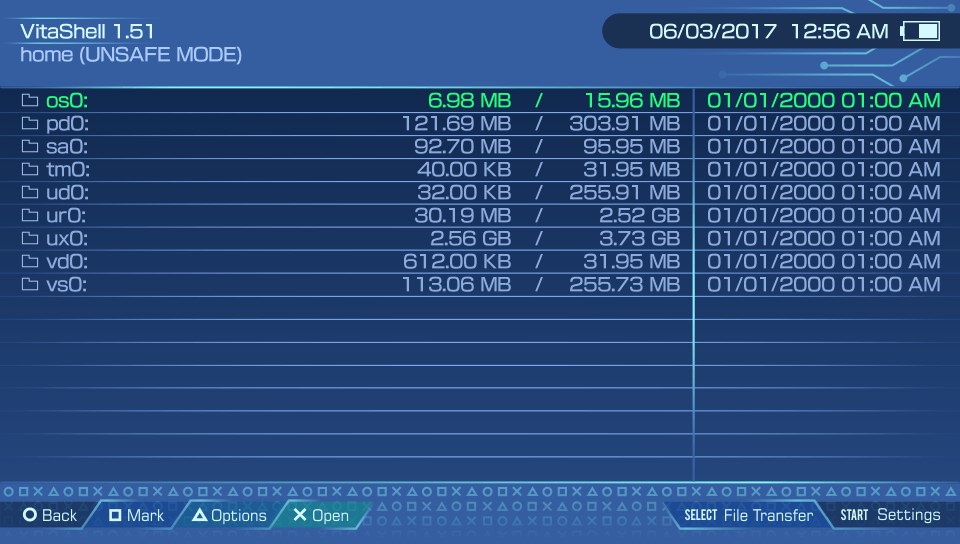 VitaShell 1.51
06/03/2017 12:56 AM
home (UNSAFE MODE)
os0: 6.98 MB / 15.96 MB 01/01/2000 01:00 AM
pd0: 121.69 MB / 303.91 MB 01/01/2000 01:00 AM
sa0: 92.70 MB / 95.95 MB 01/01/2000 01:00 AM
tm0: 40.00 KB / 31.95 MB 01/01/2000 01:00 AM
ud0: 32.00 KB / 255.91 MB 01/01/2000 01:00 AM
ur0: 30.19 MB / 2.52 GB 01/01/2000 01:00 AM
ux0: 2.56 GB / 3.73 GB 01/01/2000 01:00 AM
vd0: 612.00 KB / 31.95 MB 01/01/2000 01:00 AM
vs0: 113.06 MB / 255.73 MB 01/01/2000 01:00 AM
Back Mark Options Open SELECT File Transfer START Settings